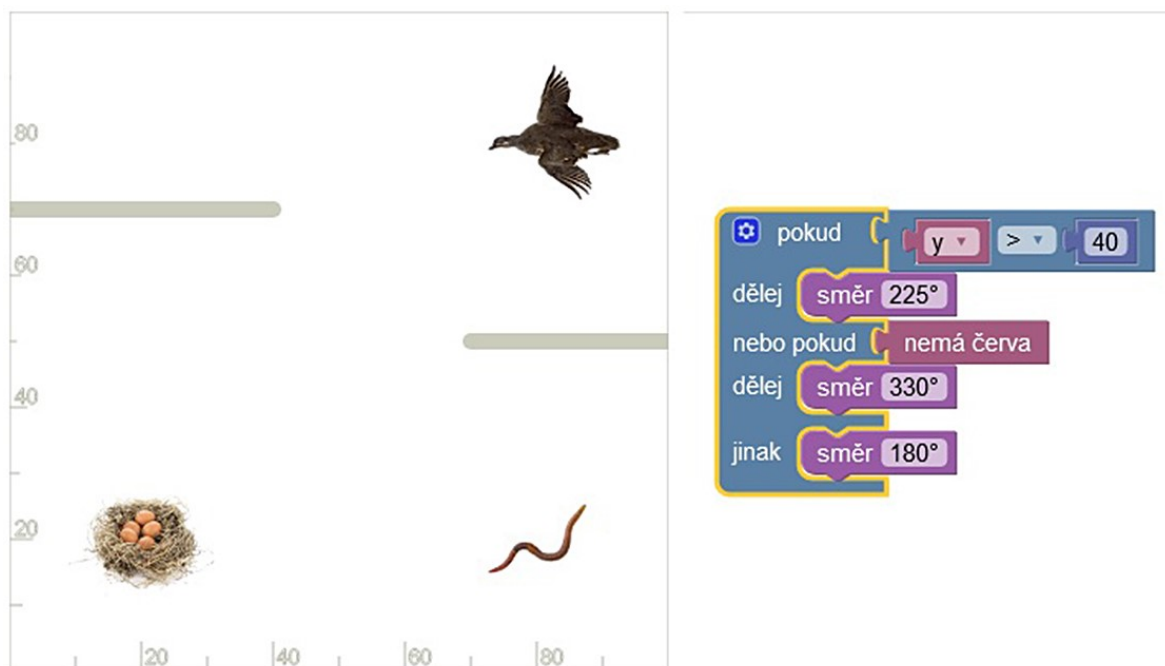 80
60
40
20
20
40
60
80
pokud y > 40
dělej směr 225°
nebo pokud nemá červa
dělej směr 330°
jinak směr 180°